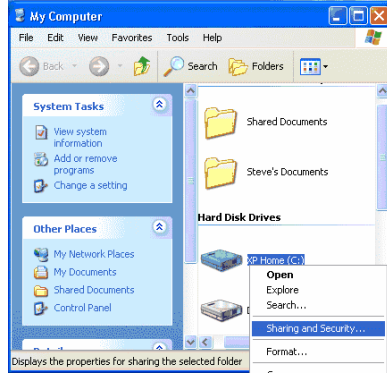 My Computer
File Edit View Favorites Tools Help
Back Search Folders
System Tasks
View system
information
Add or remove
programs
Change a setting
Other Places
My Network Places
My Documents
Shared Documents
Control Panel
Shared Documents
Steve's Documents
Hard Disk Drives
XP Home (C:)
Open
Explore
Search...
Sharing and Security...
Format...
Displays the properties for sharing the selected folder